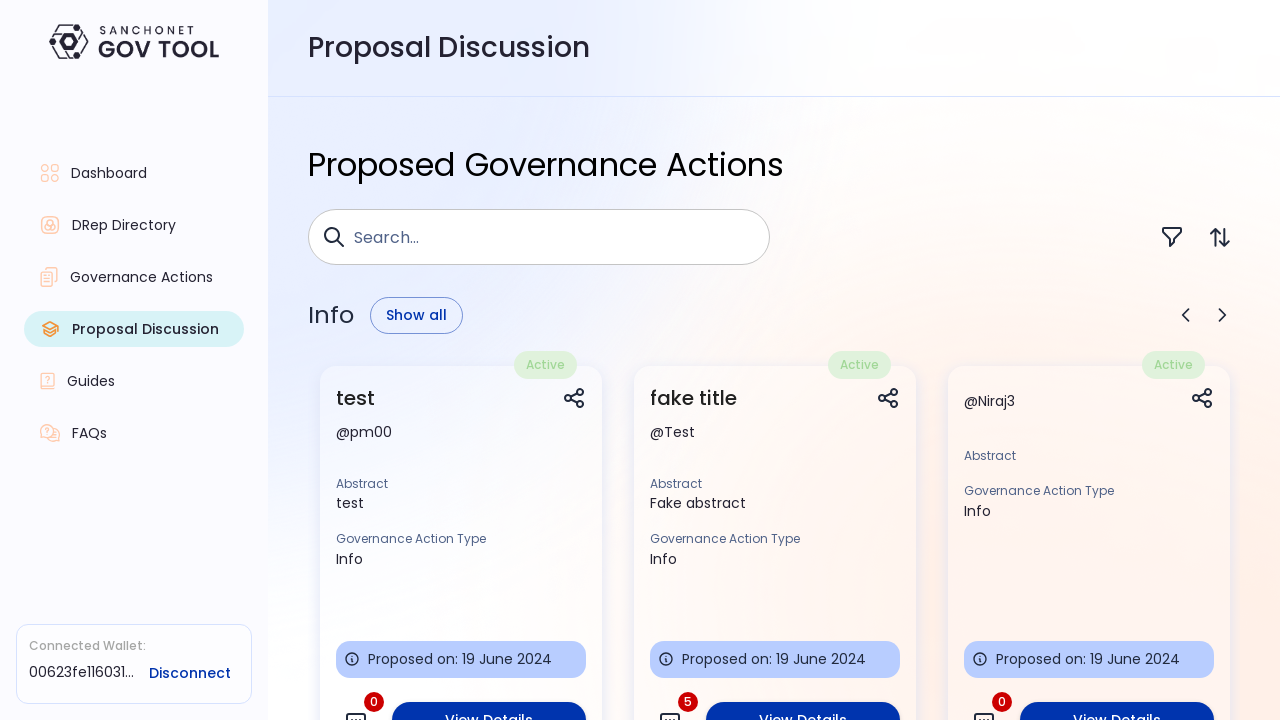 SANCHONET
GOV TOOL
Dashboard
DRep Directory
Governance Actions
Proposal Discussion
Guides
FAQs
Connected Wallet:
00623fe116031...
Disconnect
Proposal Discussion
Proposed Governance Actions
Search...
Info
Show all
Active
test
@pm00
Abstract
test
Governance Action Type
Info
Proposed on: 19 June 2024
0
View Details
Active
fake title
@Test
Abstract
Fake abstract
Governance Action Type
Info
Proposed on: 19 June 2024
5
View Details
Active
@Niraj3
Abstract
Governance Action Type
Info
Proposed on: 19 June 2024
0
View Details